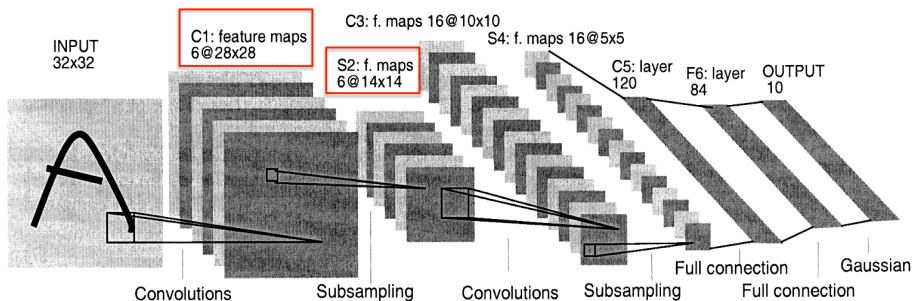 INPUT
32x32
C1: feature maps
6@28x28
S2: f. maps
6@14x14
C3: f. maps 16@10x10
S4: f. maps 16@5x5
C5: layer
120
F6: layer
84
OUTPUT
10
Convolutions
Subsampling
Convolutions
Subsampling
Full connection
Full connection
Gaussian